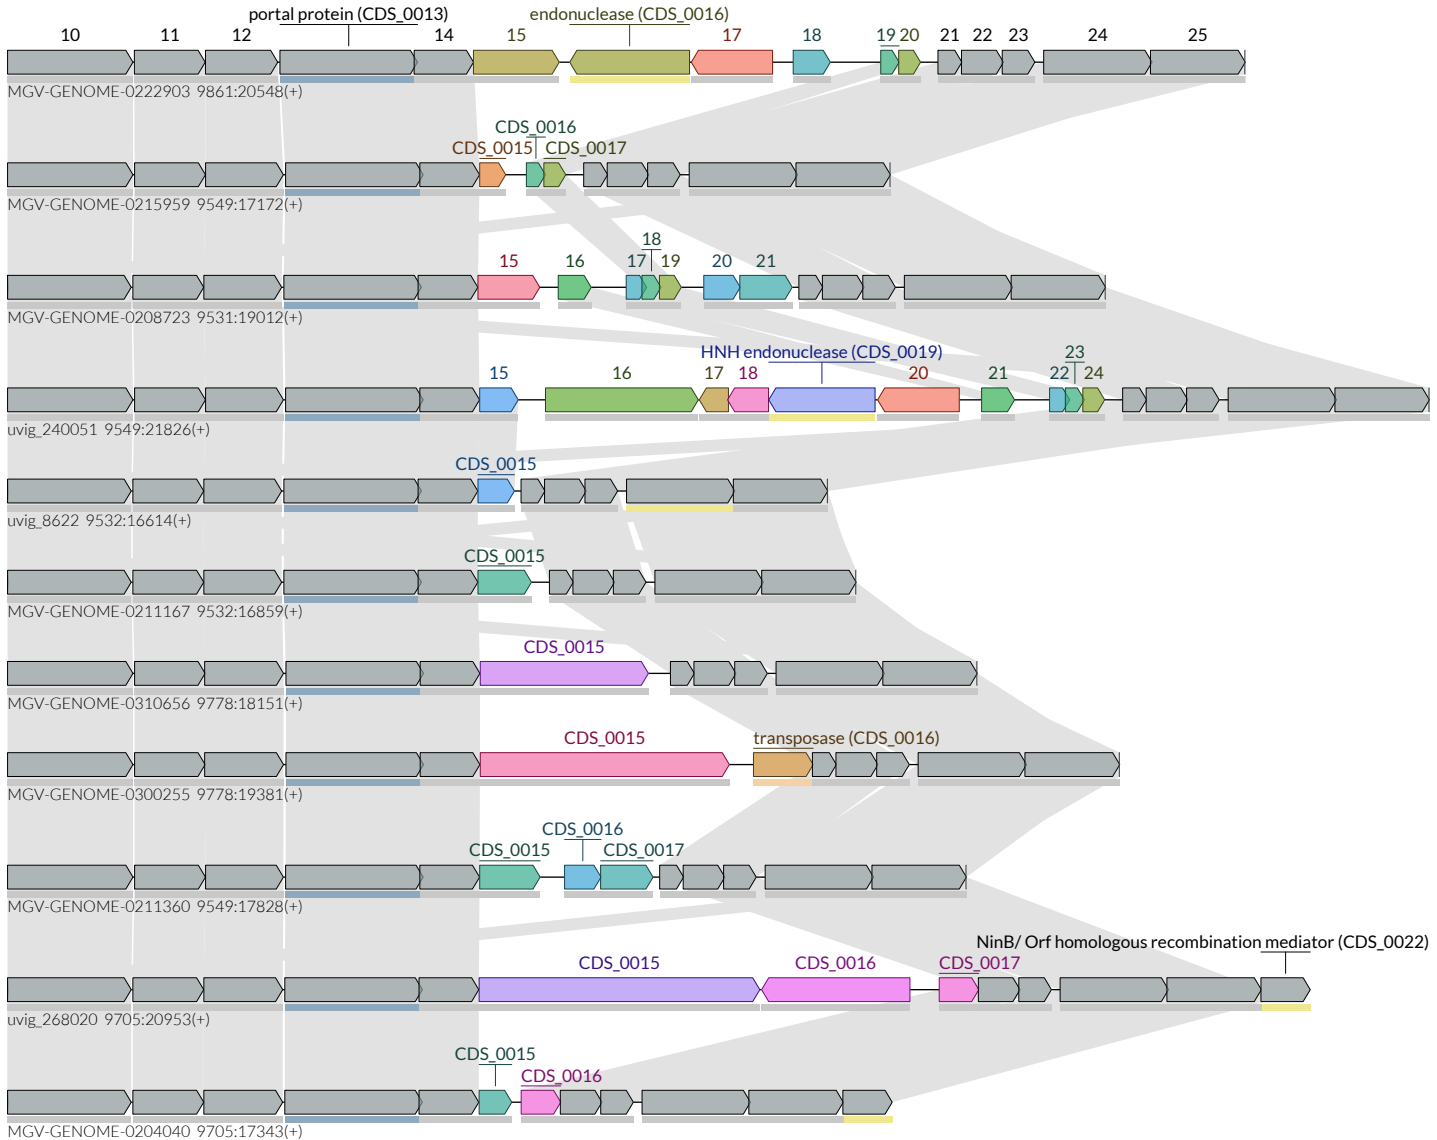 portal protein (CDS_0013) endonuclease (CDS_0016)
10 11 12 14 15 17 18 19 20 21 22 23 24 25
MGV-GENOME-0222903 9861:20548(+)
CDS_0016
CDS_0015 CDS_0017
MGV-GENOME-0215959 9549:17172(+)
18
15 16 17 19 20 21
MGV-GENOME-0208723 9531:19012(+)
HNH endonuclease (CDS_0019) 23
15 16 17 18 20 21 22 24
uvig_240051 9549:21826(+)
CDS_0015
uvig_8622 9532:16614(+)
CDS_0015
MGV-GENOME-0211167 9532:16859(+)
CDS_0015
MGV-GENOME-0310656 9778:18151(+)
CDS_0015 transposase (CDS_0016)
MGV-GENOME-0300255 9778:19381(+)
CDS_0016
CDS_0015 CDS_0017
MGV-GENOME-0211360 9549:17828(+)
NinB/ Orf homologous recombination mediator (CDS_0022)
CDS_0015 CDS_0016 CDS_0017
uvig_268020 9705:20953(+)
CDS_0015
CDS_0016
MGV-GENOME-0204040 9705:17343(+)